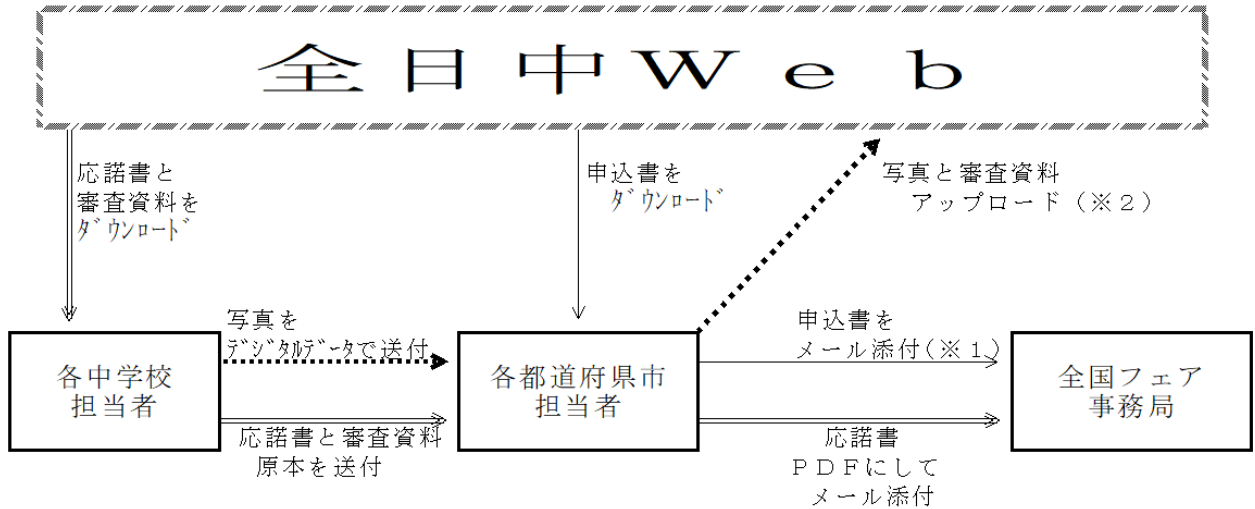 全日中Ｗｅｂ
応諾書と
審査資料を
ﾀﾞｳﾝﾛｰﾄﾞ
申込書を
ﾀﾞｳﾝﾛｰﾄﾞ
写真と審査資料
アップロード（※２）
写真を
ﾃﾞｼﾞﾀﾙﾃﾞｰﾀで送付
申込書を
メール添付(※１)
各中学校
担当者
各都道府県市
担当者
全国フェア
事務局
応諾書と審査資料
原本を送付
応諾書
ＰＤＦにして
メール添付